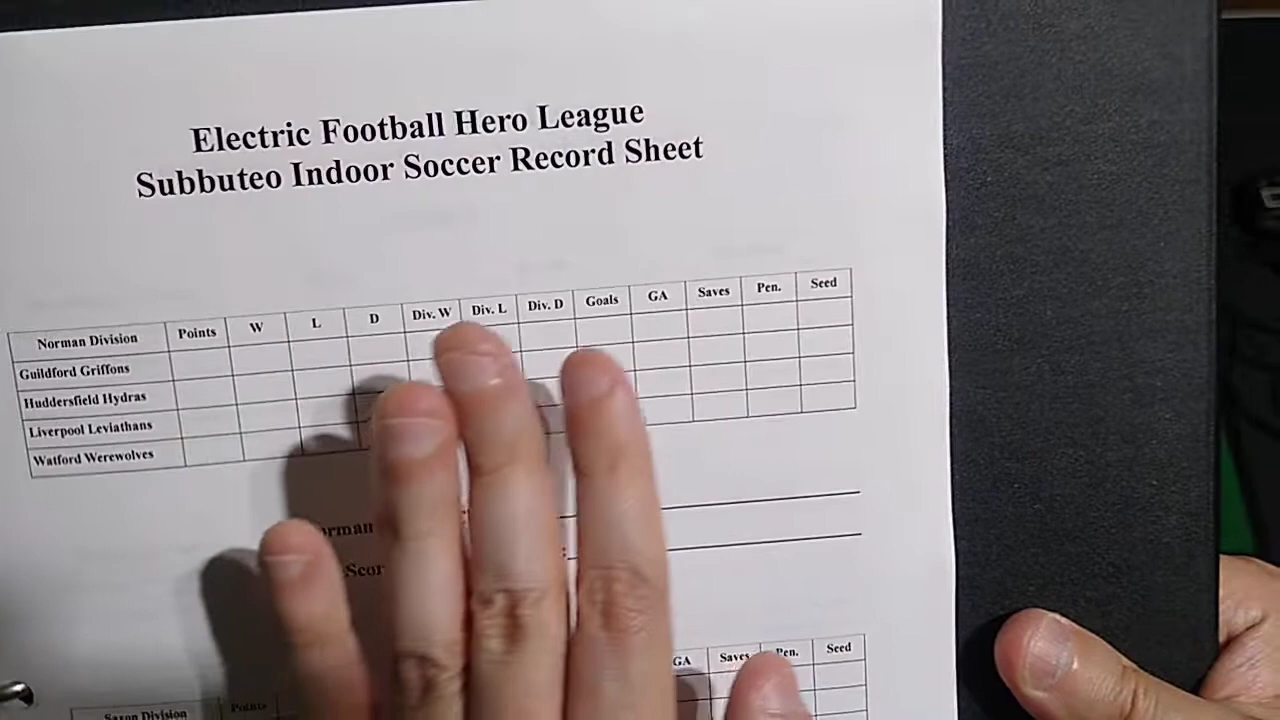 Electric Football Hero League
Subbuteo Indoor Soccer Record Sheet
Norman Division Points W L D Div. W Div. L Div. D Goals GA Saves Pen. Seed
Guildford Griffons
Huddersfield Hydras
Liverpool Leviathans
Watford Werewolves
GA Saves Pen. Seed
Saxon Division Points